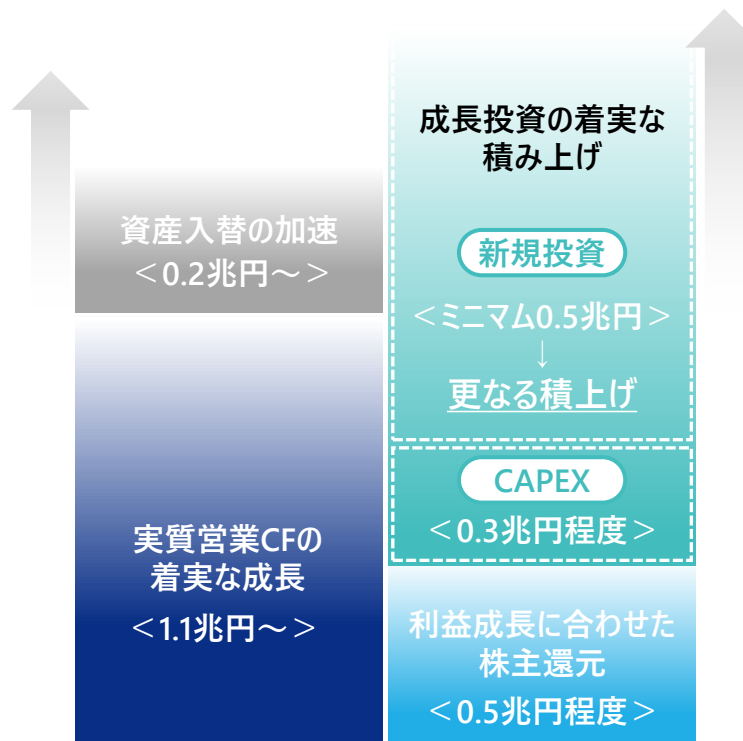 資産入替の加速
＜0.2兆円～＞
実質営業CFの
着実な成長
＜1.1兆円～＞
成長投資の着実な
積み上げ
新規投資
＜ミニマム0.5兆円＞
↓
更なる積上げ
CAPEX
＜0.3兆円程度＞
利益成長に合わせた
株主還元
＜0.5兆円程度＞